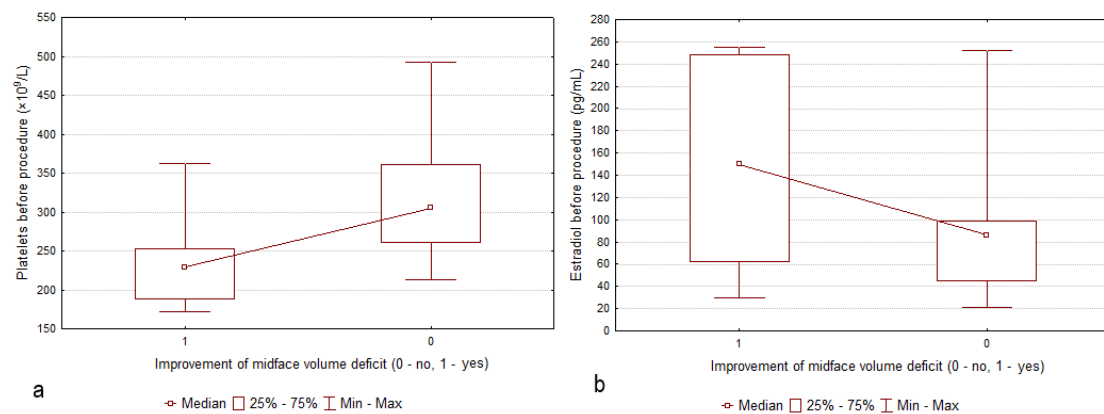 Platelets before procedure (×10⁹/L)
550
500
450
400
350
300
250
200
150
1
0
Improvement of midface volume deficit (0 - no, 1 - yes)
a
Median
25% - 75%
Min - Max
Estradiol before procedure (pg/mL)
280
260
240
220
200
180
160
140
120
100
80
60
40
20
0
1
0
Improvement of midface volume deficit (0 - no, 1 - yes)
b
Median
25% - 75%
Min - Max